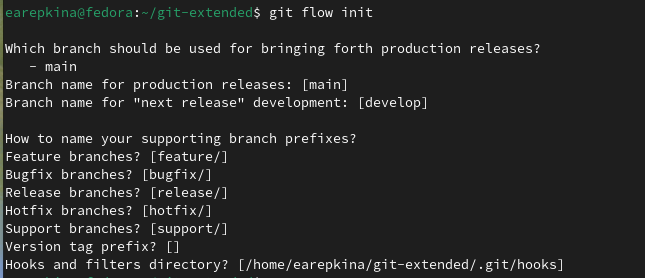 earepkina@fedora:~/git-extended$ git flow init
Which branch should be used for bringing forth production releases?
- main
Branch name for production releases: [main]
Branch name for "next release" development: [develop]
How to name your supporting branch prefixes?
Feature branches? [feature/]
Bugfix branches? [bugfix/]
Release branches? [release/]
Hotfix branches? [hotfix/]
Support branches? [support/]
Version tag prefix? []
Hooks and filters directory? [/home/earepkina/git-extended/.git/hooks]